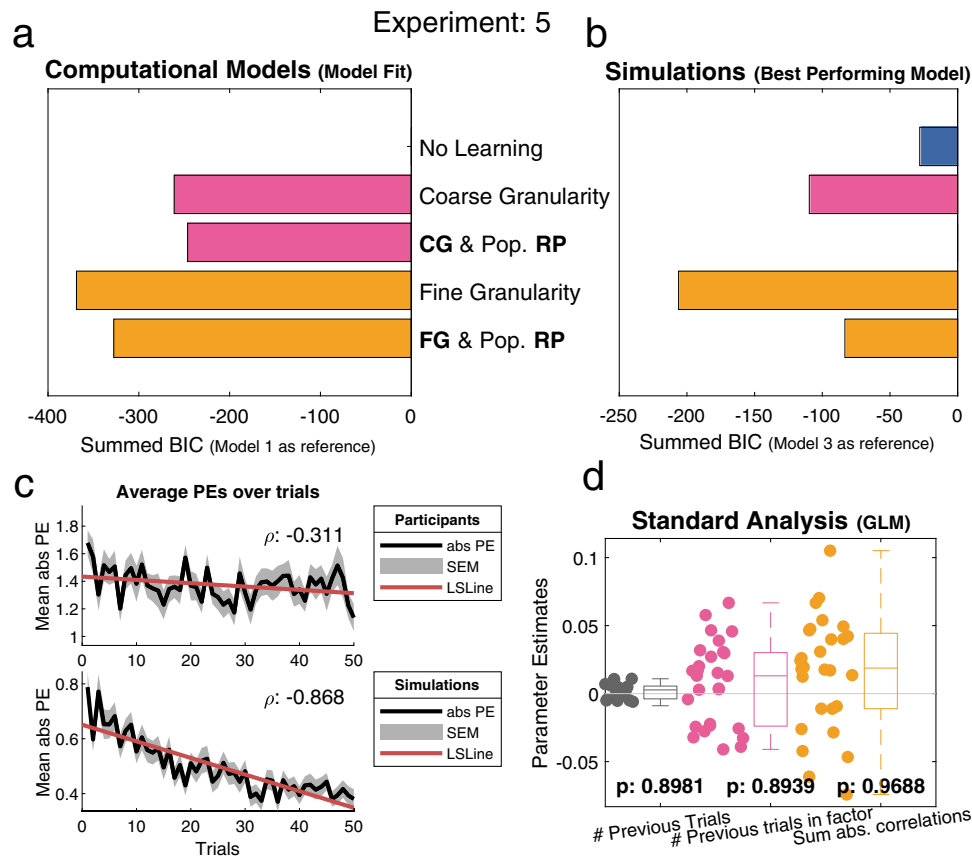 Experiment: 5
a
Computational Models (Model Fit)
No Learning
Coarse Granularity
CG & Pop. RP
Fine Granularity
FG & Pop. RP
-400 -300 -200 -100 0
Summed BIC (Model 1 as reference)
b
Simulations (Best Performing Model)
-250 -200 -150 -100 -50 0
Summed BIC (Model 3 as reference)
c
Average PEs over trials
Mean abs PE
1.8
1.6
1.4
1.2
1
ρ: -0.311
0 10 20 30 40 50
Participants
abs PE
SEM
LSLine
Mean abs PE
0.8
0.6
0.4
ρ: -0.868
0 10 20 30 40 50
Trials
Simulations
abs PE
SEM
LSLine
d
Standard Analysis (GLM)
Parameter Estimates
0.1
0.05
0
-0.05
p: 0.8981 p: 0.8939 p: 0.9688
# Previous Trials
# Previous trials in factor
Sum abs. correlations